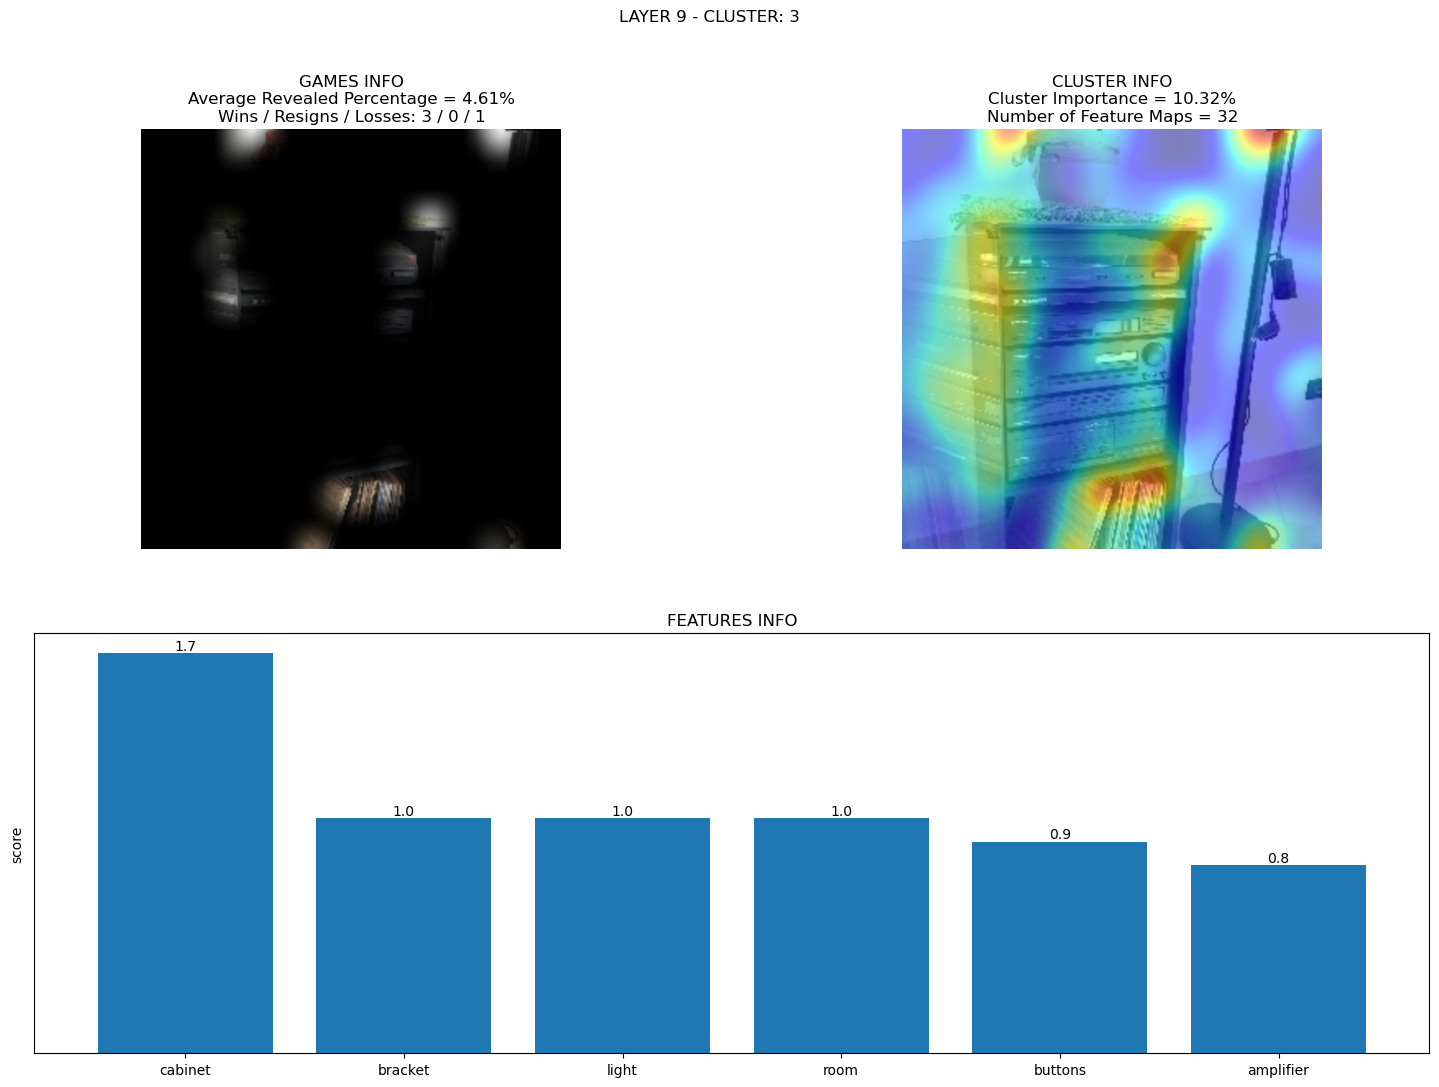 LAYER 9 - CLUSTER: 3
GAMES INFO
Average Revealed Percentage = 4.61%
Wins / Resigns / Losses: 3 / 0 / 1
CLUSTER INFO
Cluster Importance = 10.32%
Number of Feature Maps = 32
FEATURES INFO
score
1.7
1.0
1.0
1.0
0.9
0.8
cabinet
bracket
light
room
buttons
amplifier